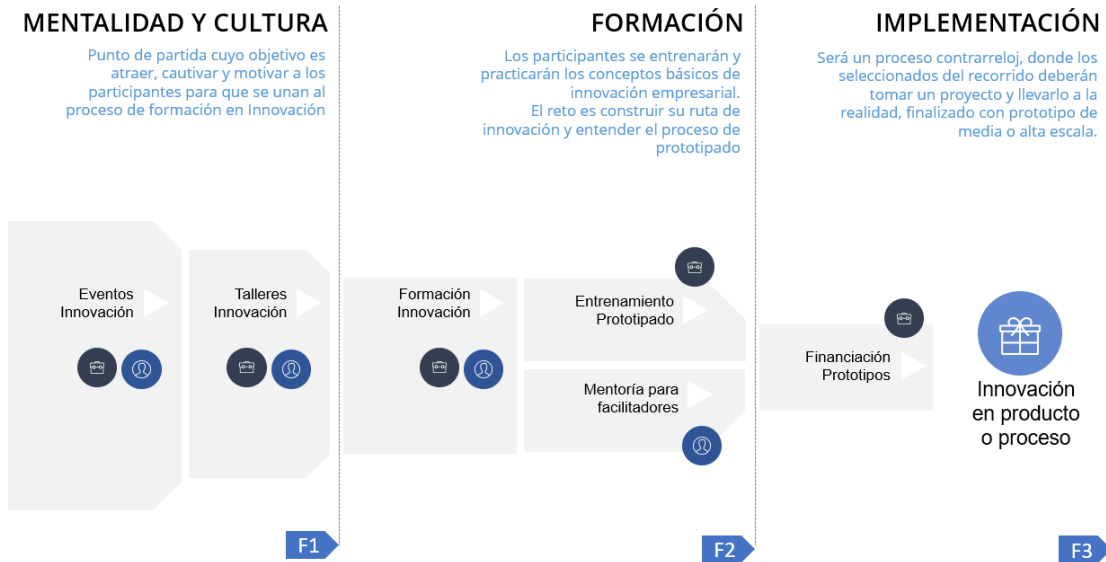 MENTALIDAD Y CULTURA
Punto de partida cuyo objetivo es
atraer, cautivar y motivar a los
participantes para que se unan al
proceso de formación en Innovación
FORMACIÓN
Los participantes se entrenarán y
practicarán los conceptos básicos de
innovación empresarial.
El reto es construir su ruta de
innovación y entender el proceso de
prototipado
IMPLEMENTACIÓN
Será un proceso contrarreloj, donde los
seleccionados del recorrido deberán
tomar un proyecto y llevarlo a la
realidad, finalizado con prototipo de
media o alta escala.
Eventos
Innovación
Talleres
Innovación
Formación
Innovación
Entrenamiento
Prototipado
Mentoría para
facilitadores
Financiación
Prototipos
Innovación
en producto
o proceso
F1
F2
F3